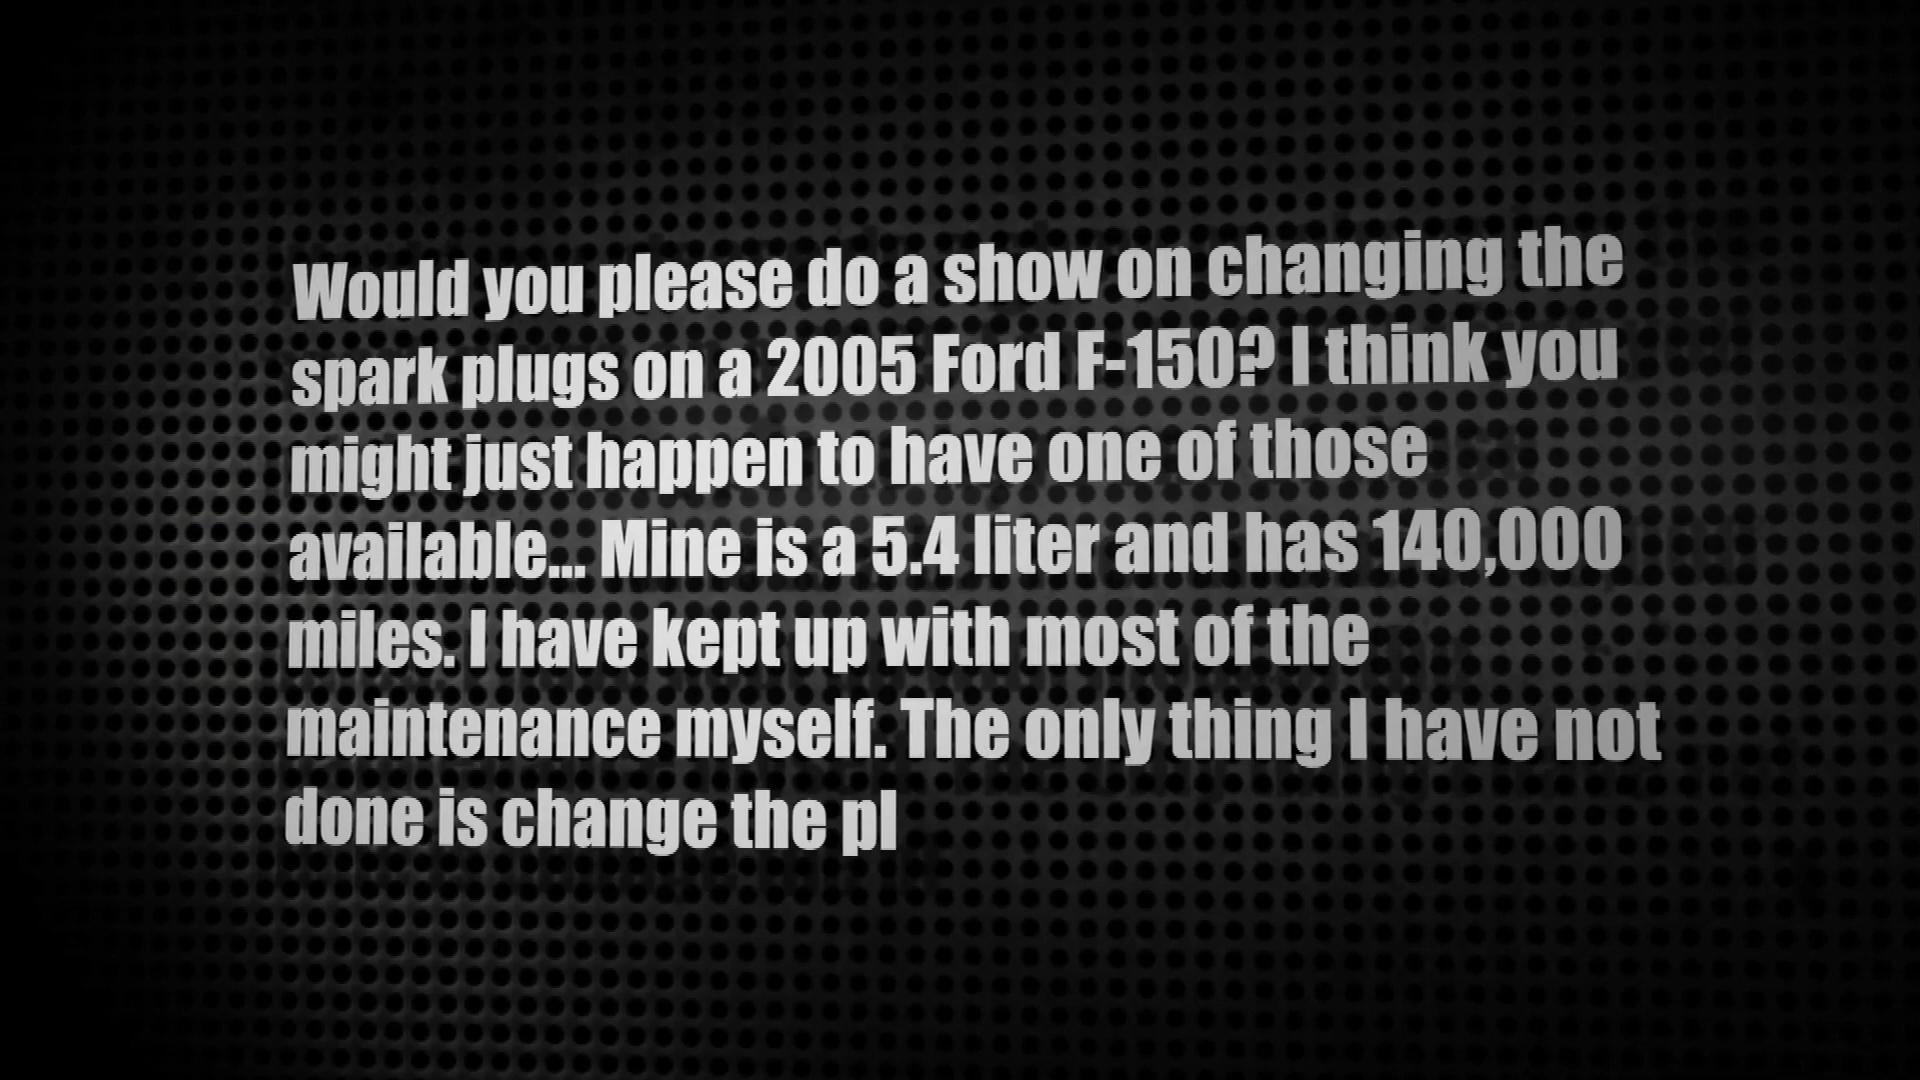 Would you please do a show on changing the
spark plugs on a 2005 Ford F-150? I think you
might just happen to have one of those
available... Mine is a 5.4 liter and has 140,000
miles. I have kept up with most of the
maintenance myself. The only thing I have not
done is change the pl